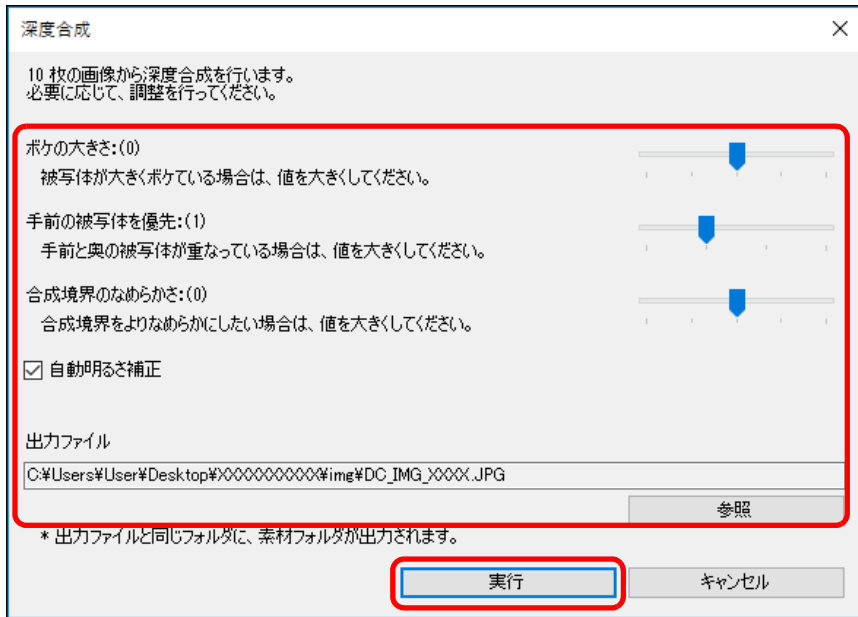 深度合成
10 枚の画像から深度合成を行います。
必要に応じて、調整を行ってください。
ボケの大きさ:(0)
被写体が大きくボケている場合は、値を大きくしてください。
手前の被写体を優先:(1)
手前と奥の被写体が重なっている場合は、値を大きくしてください。
合成境界のなめらかさ:(0)
合成境界をよりなめらかにしたい場合は、値を大きくしてください。
自動明るさ補正
出力ファイル
C:¥Users¥User¥Desktop¥XXXXXXXXXX¥img¥DC_IMG_XXXX.JPG
参照
* 出力ファイルと同じフォルダに、素材フォルダが出力されます。
実行 キャンセル